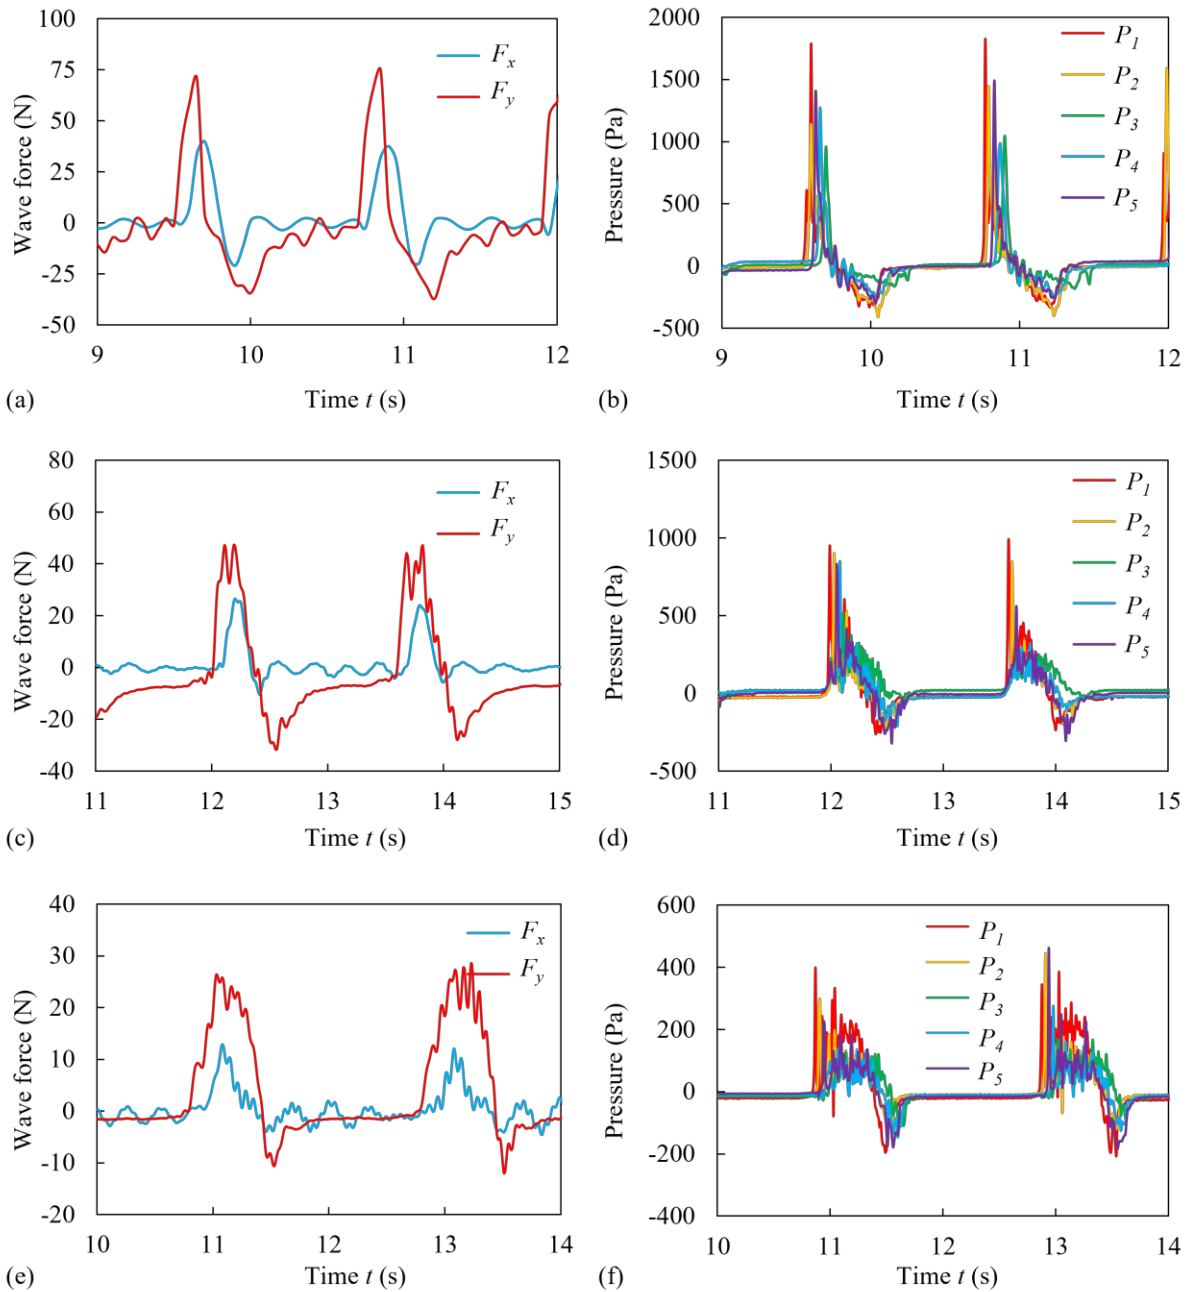 100
75
50
25
0
-25
-50
Wave force (N)
F_x
F_y
9 10 11 12
Time t (s)
(a)
2000
1500
1000
500
0
-500
Pressure (Pa)
P_1
P_2
P_3
P_4
P_5
9 10 11 12
Time t (s)
(b)
80
60
40
20
0
-20
-40
Wave force (N)
F_x
F_y
11 12 13 14 15
Time t (s)
(c)
1500
1000
500
0
-500
Pressure (Pa)
P_1
P_2
P_3
P_4
P_5
11 12 13 14 15
Time t (s)
(d)
40
30
20
10
0
-10
-20
Wave force (N)
F_x
F_y
10 11 12 13 14
Time t (s)
(e)
600
400
200
0
-200
-400
Pressure (Pa)
P_1
P_2
P_3
P_4
P_5
10 11 12 13 14
Time t (s)
(f)